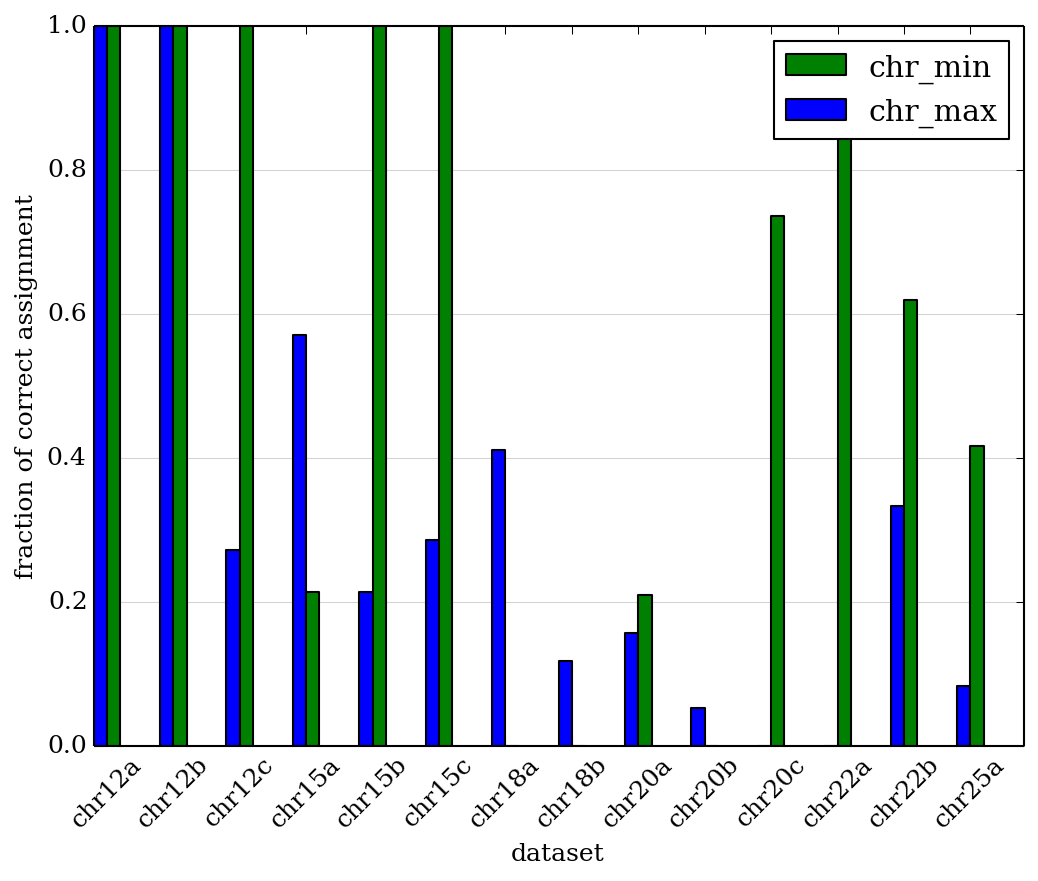 1.0
0.8
0.6
0.4
0.2
0.0
fraction of correct assignment
chr_min
chr_max
chr12a
chr12b
chr12c
chr15a
chr15b
chr15c
chr18a
chr18b
chr20a
chr20b
chr20c
chr22a
chr22b
chr25a
dataset